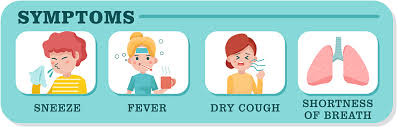 SYMPTOMS
SNEEZE
FEVER
DRY COUGH
SHORTNESS
OF BREATH